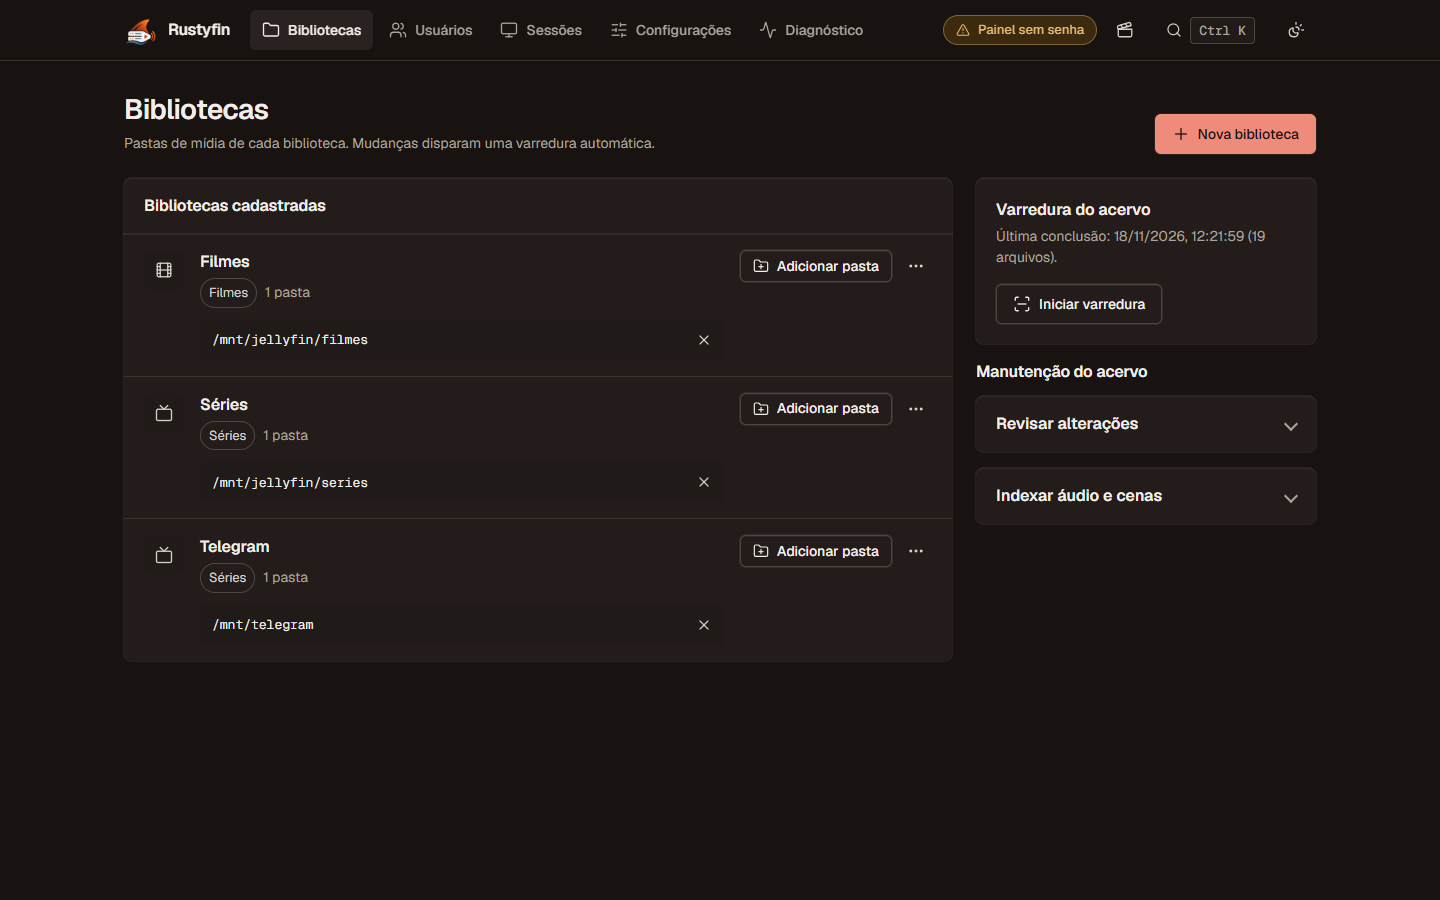 Rustyfin
Bibliotecas
Usuários
Sessões
Configurações
Diagnóstico
Painel sem senha
Ctrl K
Bibliotecas
Pastas de mídia de cada biblioteca. Mudanças disparam uma varredura automática.
Nova biblioteca
Bibliotecas cadastradas
Filmes
Filmes
1 pasta
Adicionar pasta
/mnt/jellyfin/filmes
Séries
Séries
1 pasta
Adicionar pasta
/mnt/jellyfin/series
Telegram
Séries
1 pasta
Adicionar pasta
/mnt/telegram
Varredura do acervo
Última conclusão: 18/11/2026, 12:21:59 (19
arquivos).
Iniciar varredura
Manutenção do acervo
Revisar alterações
Indexar áudio e cenas